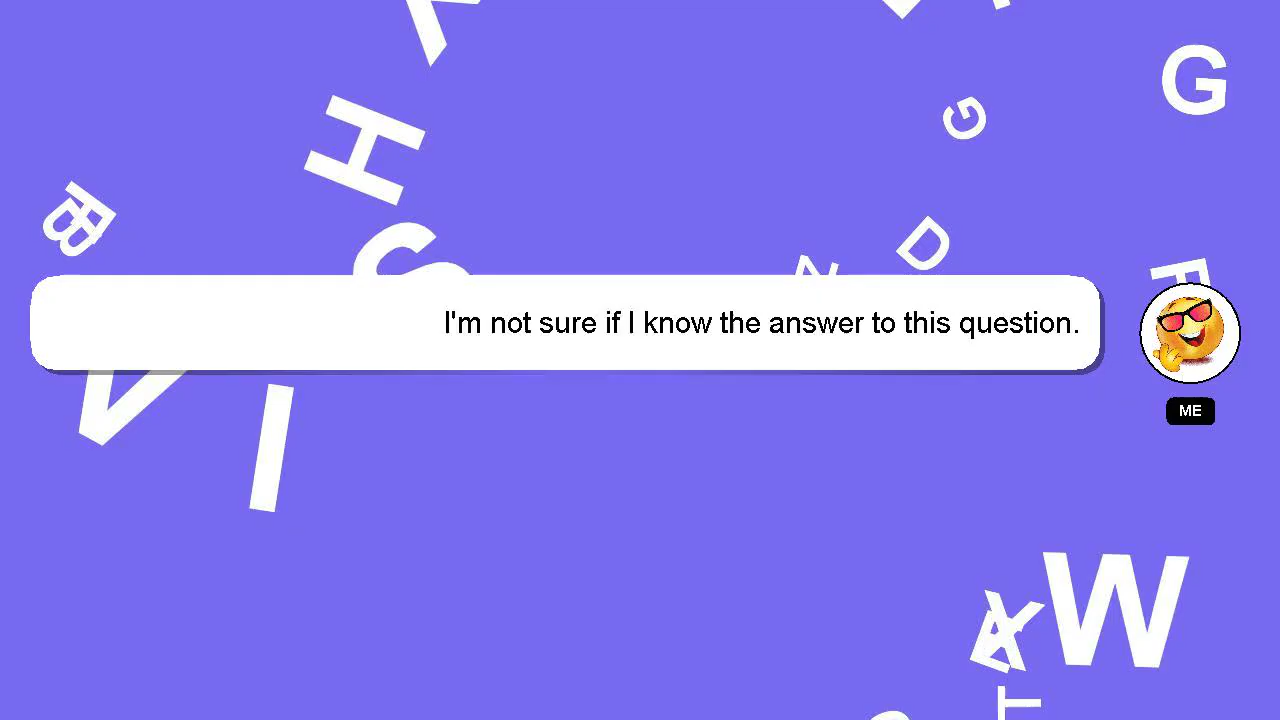 G
H
G
B
R
D
S
Z
F
I'm not sure if I know the answer to this question.
ME
I
W
X
T